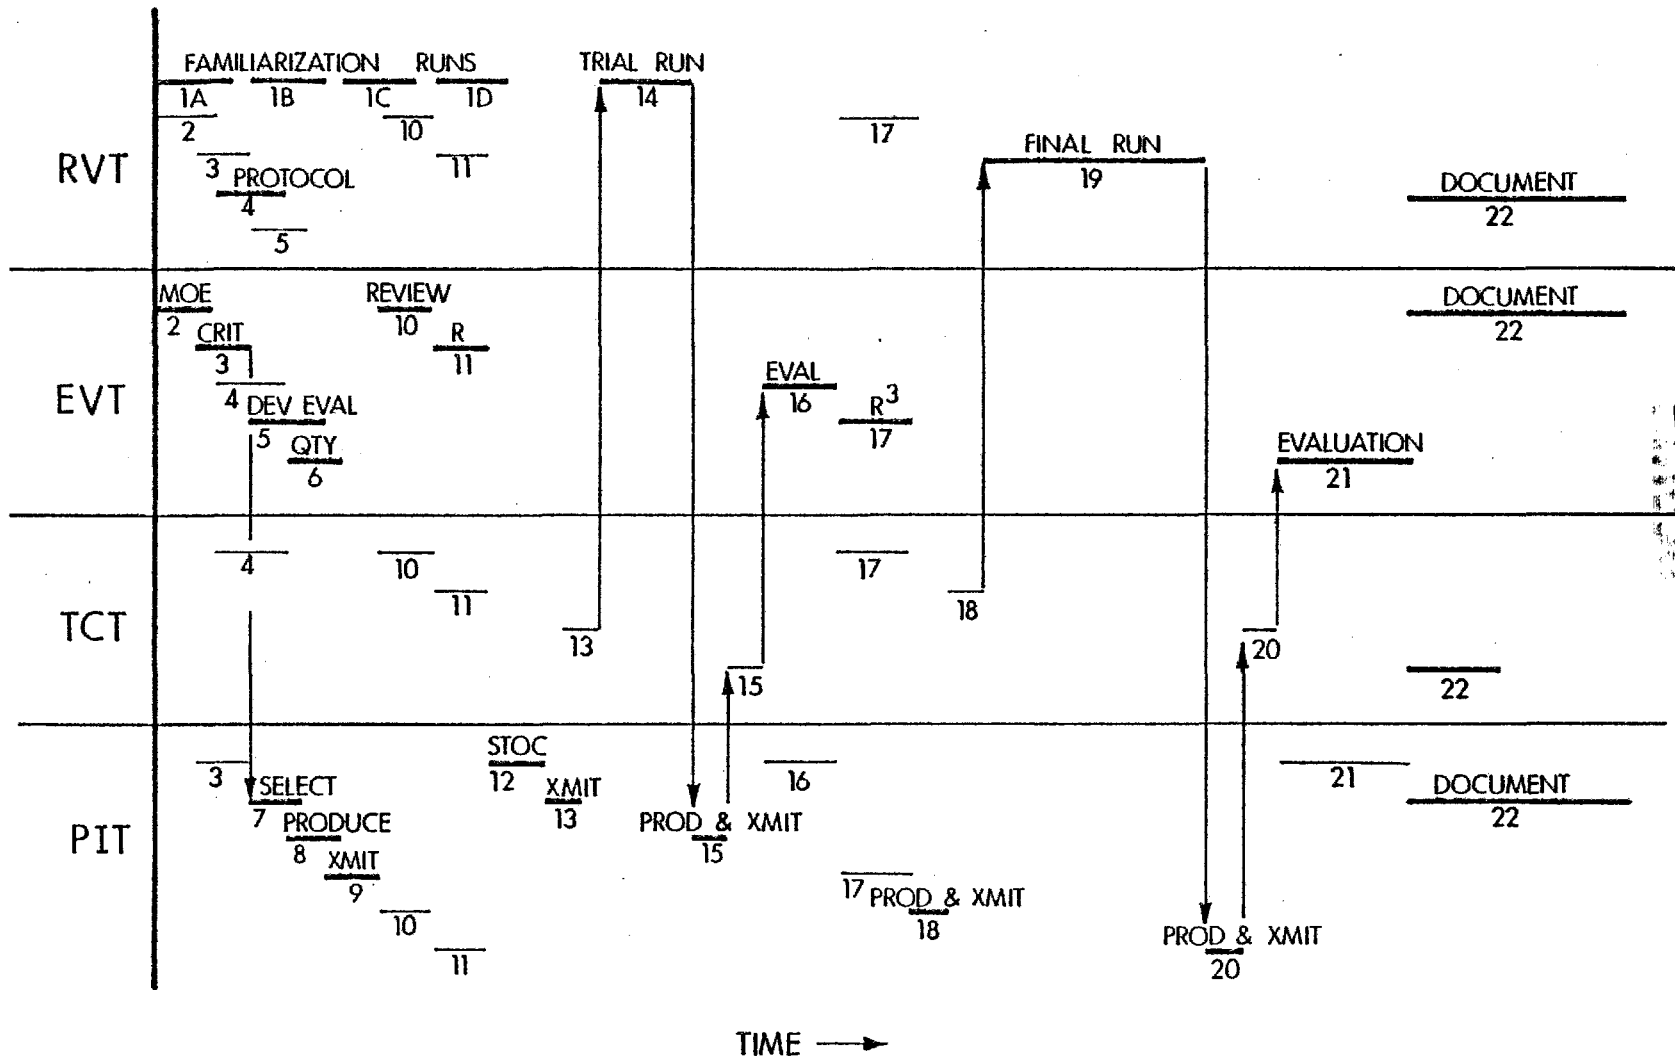 FAMILIARIZATION RUNS
1A 1B 1C 1D
2 10
3 11
PROTOCOL
4
5
TRIAL RUN
14
17
FINAL RUN
19
DOCUMENT
22
RVT
MOE
2
CRIT
3
4
DEV EVAL
5
QTY
6
REVIEW
10
R
11
EVAL
16
R3
17
EVALUATION
21
DOCUMENT
22
EVT
4
10
11
13
15
17
18
20
22
TCT
3
SELECT
7
PRODUCE
8
XMIT
9
10
11
STOC
12
XMIT
13
PROD & XMIT
15
16
17
PROD & XMIT
18
PROD & XMIT
20
21
DOCUMENT
22
PIT
TIME